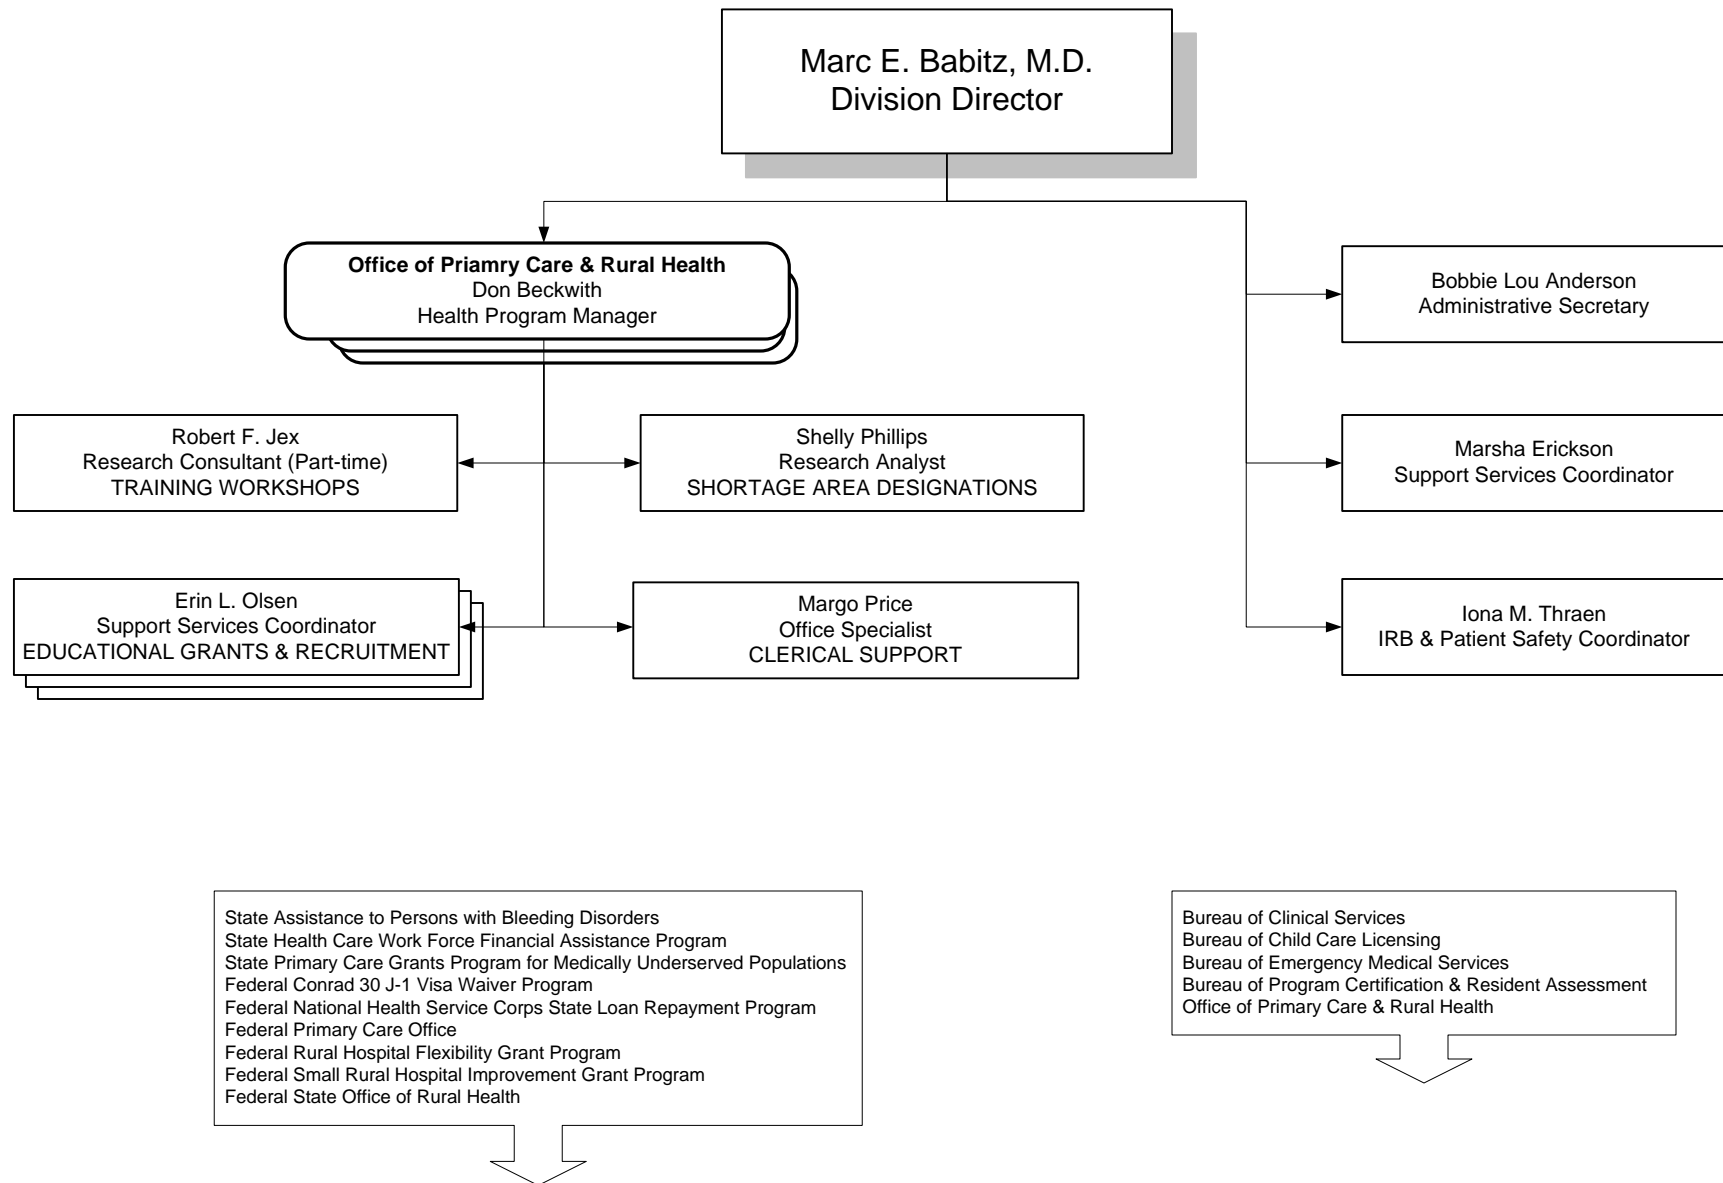 Marc E. Babitz, M.D.
Division Director
Office of Priamry Care & Rural Health
Don Beckwith
Health Program Manager
Bobbie Lou Anderson
Administrative Secretary
Robert F. Jex
Research Consultant (Part-time)
TRAINING WORKSHOPS
Shelly Phillips
Research Analyst
SHORTAGE AREA DESIGNATIONS
Marsha Erickson
Support Services Coordinator
Erin L. Olsen
Support Services Coordinator
EDUCATIONAL GRANTS & RECRUITMENT
Margo Price
Office Specialist
CLERICAL SUPPORT
Iona M. Thraen
IRB & Patient Safety Coordinator
State Assistance to Persons with Bleeding Disorders
State Health Care Work Force Financial Assistance Program
State Primary Care Grants Program for Medically Underserved Populations
Federal Conrad 30 J-1 Visa Waiver Program
Federal National Health Service Corps State Loan Repayment Program
Federal Primary Care Office
Federal Rural Hospital Flexibility Grant Program
Federal Small Rural Hospital Improvement Grant Program
Federal State Office of Rural Health
Bureau of Clinical Services
Bureau of Child Care Licensing
Bureau of Emergency Medical Services
Bureau of Program Certification & Resident Assessment
Office of Primary Care & Rural Health